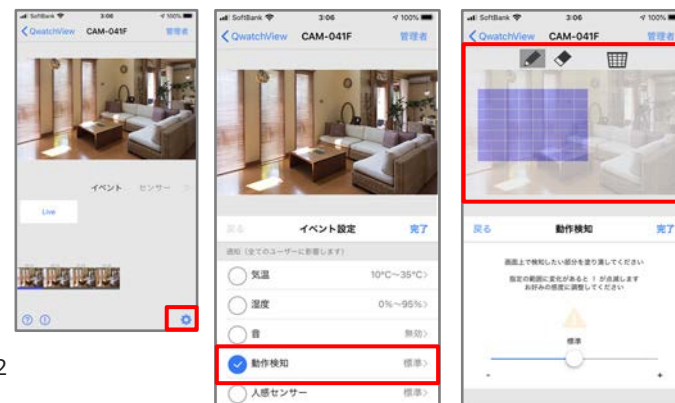 SoftBank 3:06 100%
QwatchView CAM-041F 管理者
イベント センサー
Live
SoftBank 3:06 100%
QwatchView CAM-041F 管理者
戻る イベント設定 完了
通知（全てのユーザーに影響します）
気温 10°C〜35°C>
湿度 0%〜95%>
音 無効>
動作検知 標準>
人感センサー 標準>
SoftBank 3:06 100%
QwatchView CAM-041F 管理者
戻る 動作検知 完了
画面上で検知したい部分を塗り潰してください
指定の範囲に変化があると ! が点滅します
お好みの感度に調整してください
標準
- +
2